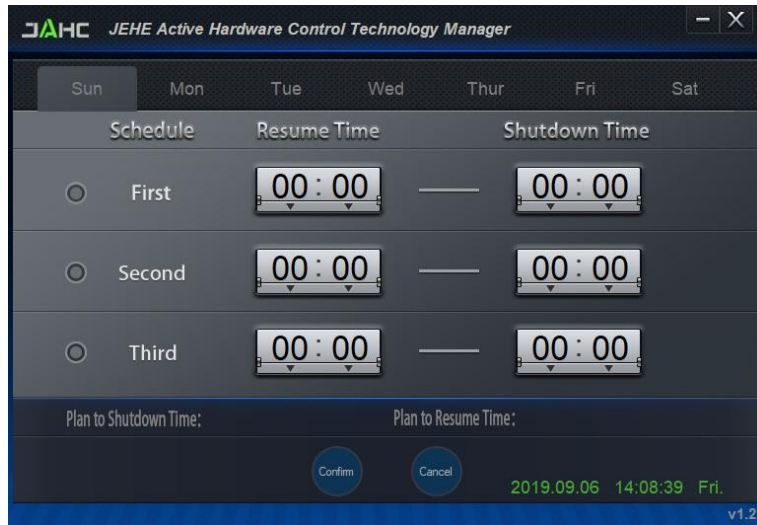 JAHC JEHE Active Hardware Control Technology Manager
Sun Mon Tue Wed Thur Fri Sat
Schedule Resume Time Shutdown Time
First 00:00 00:00
Second 00:00 00:00
Third 00:00 00:00
Plan to Shutdown Time: Plan to Resume Time:
Confirm Cancel
2019.09.06 14:08:39 Fri.
v1.2